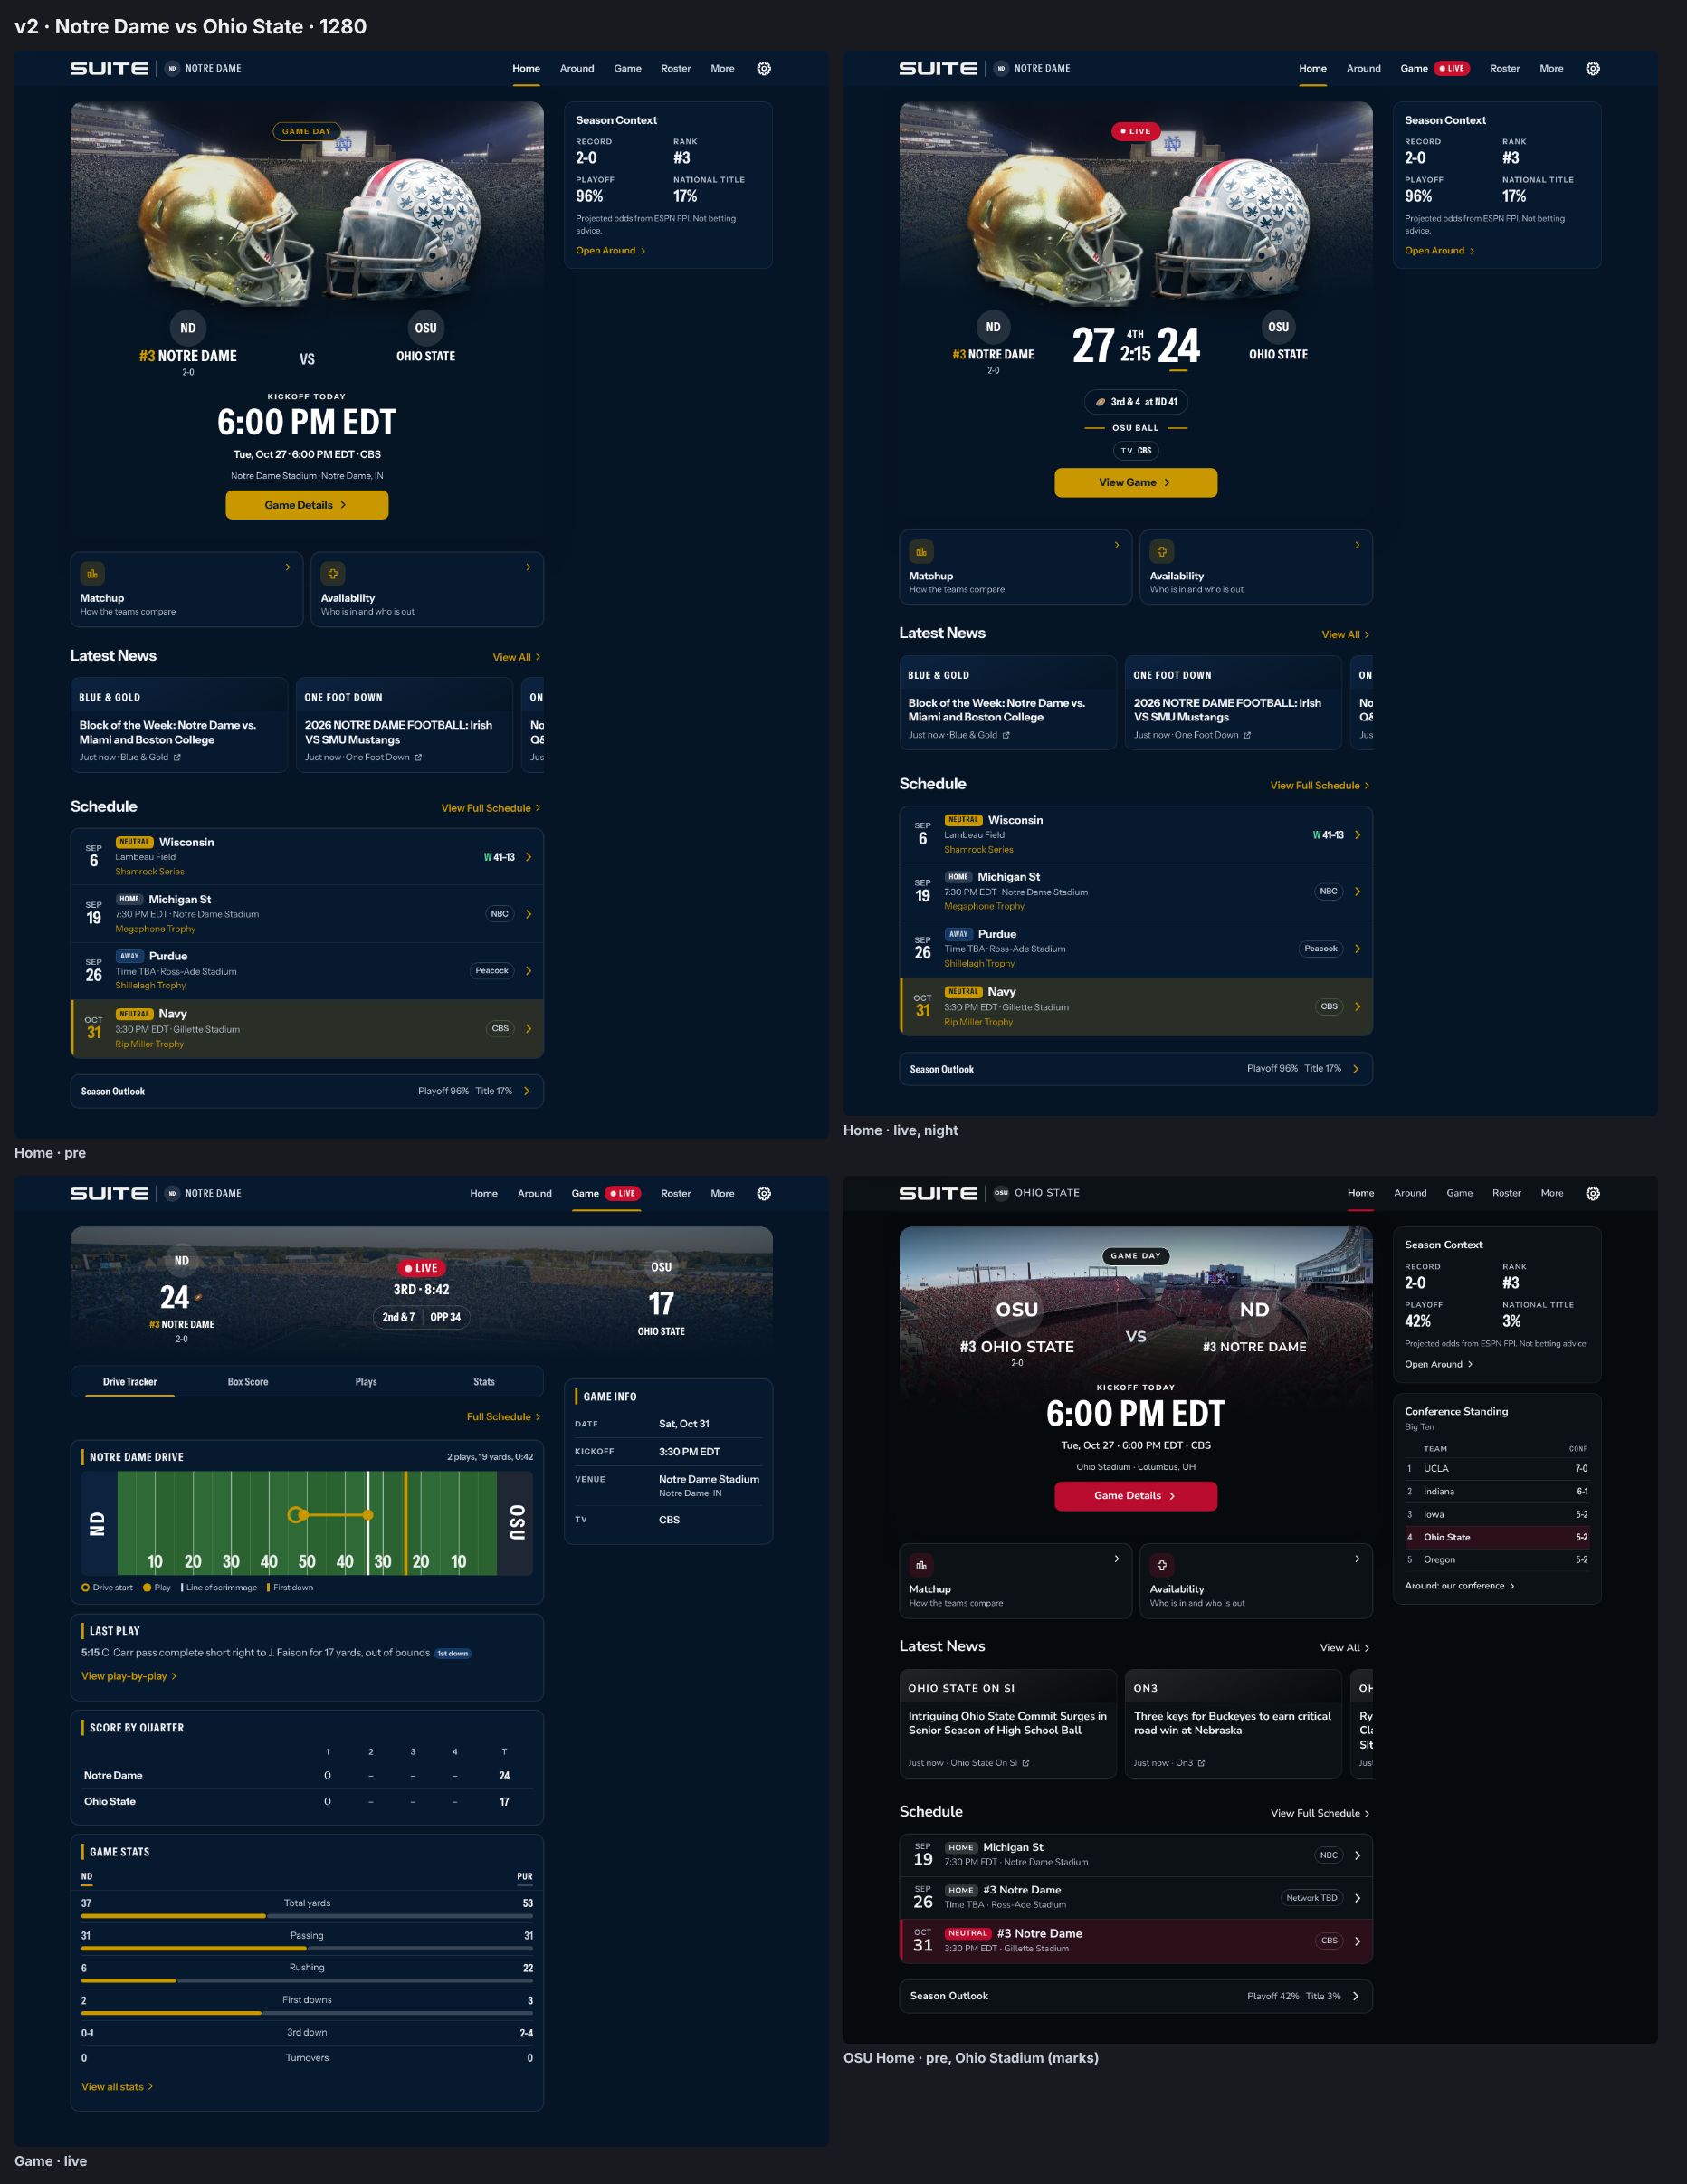 v2 · Notre Dame vs Ohio State · 1280
SUITE ND NOTRE DAME Home Around Game Roster More
GAME DAY
ND OSU
#3 NOTRE DAME VS OHIO STATE
2-0
KICKOFF TODAY
6:00 PM EDT
Tue, Oct 27 · 6:00 PM EDT · CBS
Notre Dame Stadium · Notre Dame, IN
Game Details
Season Context
RECORD RANK
2-0 #3
PLAYOFF NATIONAL TITLE
96% 17%
Projected odds from ESPN FPI. Not betting
advice.
Open Around
Matchup
How the teams compare
Availability
Who is in and who is out
Latest News View All
BLUE & GOLD
Block of the Week: Notre Dame vs.
Miami and Boston College
Just now · Blue & Gold
ONE FOOT DOWN
2026 NOTRE DAME FOOTBALL: Irish
VS SMU Mustangs
Just now · One Foot Down
ON
No
Q&
Jus
Schedule View Full Schedule
SEP 6 NEUTRAL Wisconsin
Lambeau Field W 41-13
Shamrock Series
SEP 19 HOME Michigan St
7:30 PM EDT · Notre Dame Stadium NBC
Megaphone Trophy
SEP 26 AWAY Purdue
Time TBA · Ross-Ade Stadium Peacock
Shillelagh Trophy
OCT 31 NEUTRAL Navy
3:30 PM EDT · Gillette Stadium CBS
Rip Miller Trophy
Season Outlook Playoff 96% Title 17%
Home · pre
SUITE ND NOTRE DAME Home Around Game LIVE Roster More
LIVE
ND OSU
27 4TH 2:15 24
#3 NOTRE DAME OHIO STATE
2-0
3rd & 4 at ND 41
OSU BALL
TV CBS
View Game
Season Context
RECORD RANK
2-0 #3
PLAYOFF NATIONAL TITLE
96% 17%
Projected odds from ESPN FPI. Not betting
advice.
Open Around
Matchup
How the teams compare
Availability
Who is in and who is out
Latest News View All
BLUE & GOLD
Block of the Week: Notre Dame vs.
Miami and Boston College
Just now · Blue & Gold
ONE FOOT DOWN
2026 NOTRE DAME FOOTBALL: Irish
VS SMU Mustangs
Just now · One Foot Down
ON
No
Q&
Jus
Schedule View Full Schedule
SEP 6 NEUTRAL Wisconsin
Lambeau Field W 41-13
Shamrock Series
SEP 19 HOME Michigan St
7:30 PM EDT · Notre Dame Stadium NBC
Megaphone Trophy
SEP 26 AWAY Purdue
Time TBA · Ross-Ade Stadium Peacock
Shillelagh Trophy
OCT 31 NEUTRAL Navy
3:30 PM EDT · Gillette Stadium CBS
Rip Miller Trophy
Season Outlook Playoff 96% Title 17%
Home · live, night
SUITE ND NOTRE DAME Home Around Game LIVE Roster More
ND LIVE OSU
24 3RD · 8:42 17
#3 NOTRE DAME 2nd & 7 OPP 34 OHIO STATE
2-0
Drive Tracker Box Score Plays Stats
Full Schedule
NOTRE DAME DRIVE 2 plays, 19 yards, 0:42
ND OSU
10 20 30 40 50 40 30 20 10
Drive start Play Line of scrimmage First down
LAST PLAY
5:15 C. Carr pass complete short right to J. Faison for 17 yards, out of bounds 1st down
View play-by-play
SCORE BY QUARTER
1 2 3 4 T
Notre Dame 0 – – – 24
Ohio State 0 – – – 17
GAME STATS
ND PUR
37 Total yards 53
31 Passing 31
6 Rushing 22
2 First downs 3
0-1 3rd down 2-4
0 Turnovers 0
View all stats
GAME INFO
DATE Sat, Oct 31
KICKOFF 3:30 PM EDT
VENUE Notre Dame Stadium
Notre Dame, IN
TV CBS
Game · live
SUITE OSU OHIO STATE Home Around Game Roster More
GAME DAY
OSU ND
VS
#3 OHIO STATE #3 NOTRE DAME
2-0
KICKOFF TODAY
6:00 PM EDT
Tue, Oct 27 · 6:00 PM EDT · CBS
Ohio Stadium · Columbus, OH
Game Details
Season Context
RECORD RANK
2-0 #3
PLAYOFF NATIONAL TITLE
42% 3%
Projected odds from ESPN FPI. Not betting advice.
Open Around
Conference Standing
Big Ten
TEAM CONF
1 UCLA 7-0
2 Indiana 6-1
3 Iowa 5-2
4 Ohio State 5-2
5 Oregon 5-2
Around: our conference
Matchup
How the teams compare
Availability
Who is in and who is out
Latest News View All
OHIO STATE ON SI
Intriguing Ohio State Commit Surges in
Senior Season of High School Ball
Just now · Ohio State On SI
ON3
Three keys for Buckeyes to earn critical
road win at Nebraska
Just now · On3
OH
Ry
Cla
Sit
Just
Schedule View Full Schedule
SEP 19 HOME Michigan St
7:30 PM EDT · Notre Dame Stadium NBC
SEP 26 HOME #3 Notre Dame
Time TBA · Ross-Ade Stadium Network TBD
OCT 31 NEUTRAL #3 Notre Dame
3:30 PM EDT · Gillette Stadium CBS
Season Outlook Playoff 42% Title 3%
OSU Home · pre, Ohio Stadium (marks)